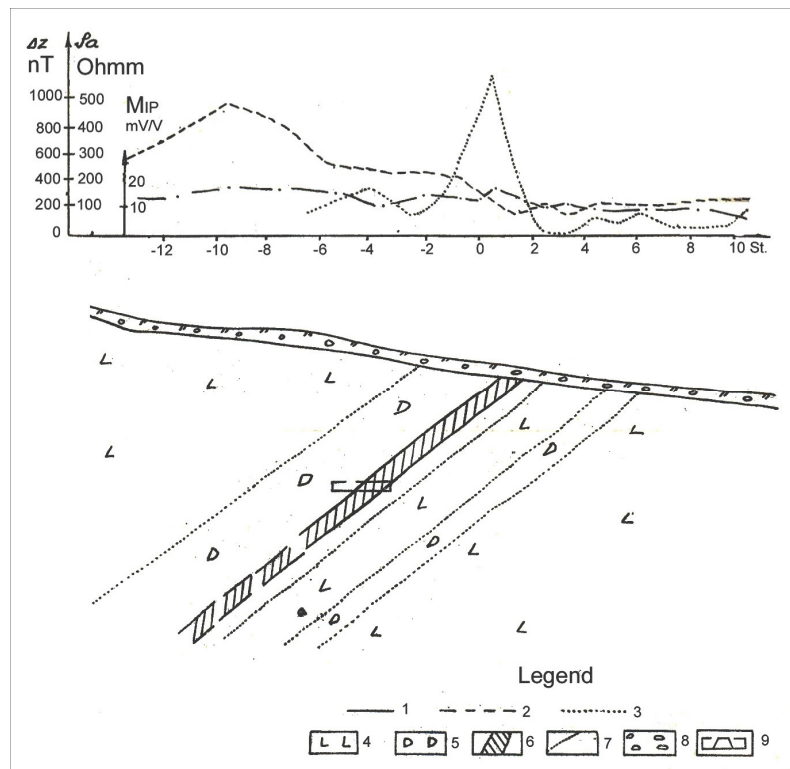 Δz ρa
nT Ohmm
1000 500 MIP
800 400 mV/V
600 300
400 200 20
200 100 10
0
-12 -10 -8 -6 -4 -2 0 2 4 6 8 10 St.
L L L D L L
L D D
D L L
D L
L
D L L
Legend
1 2 3
L L 4 D D 5 6 7 8 9